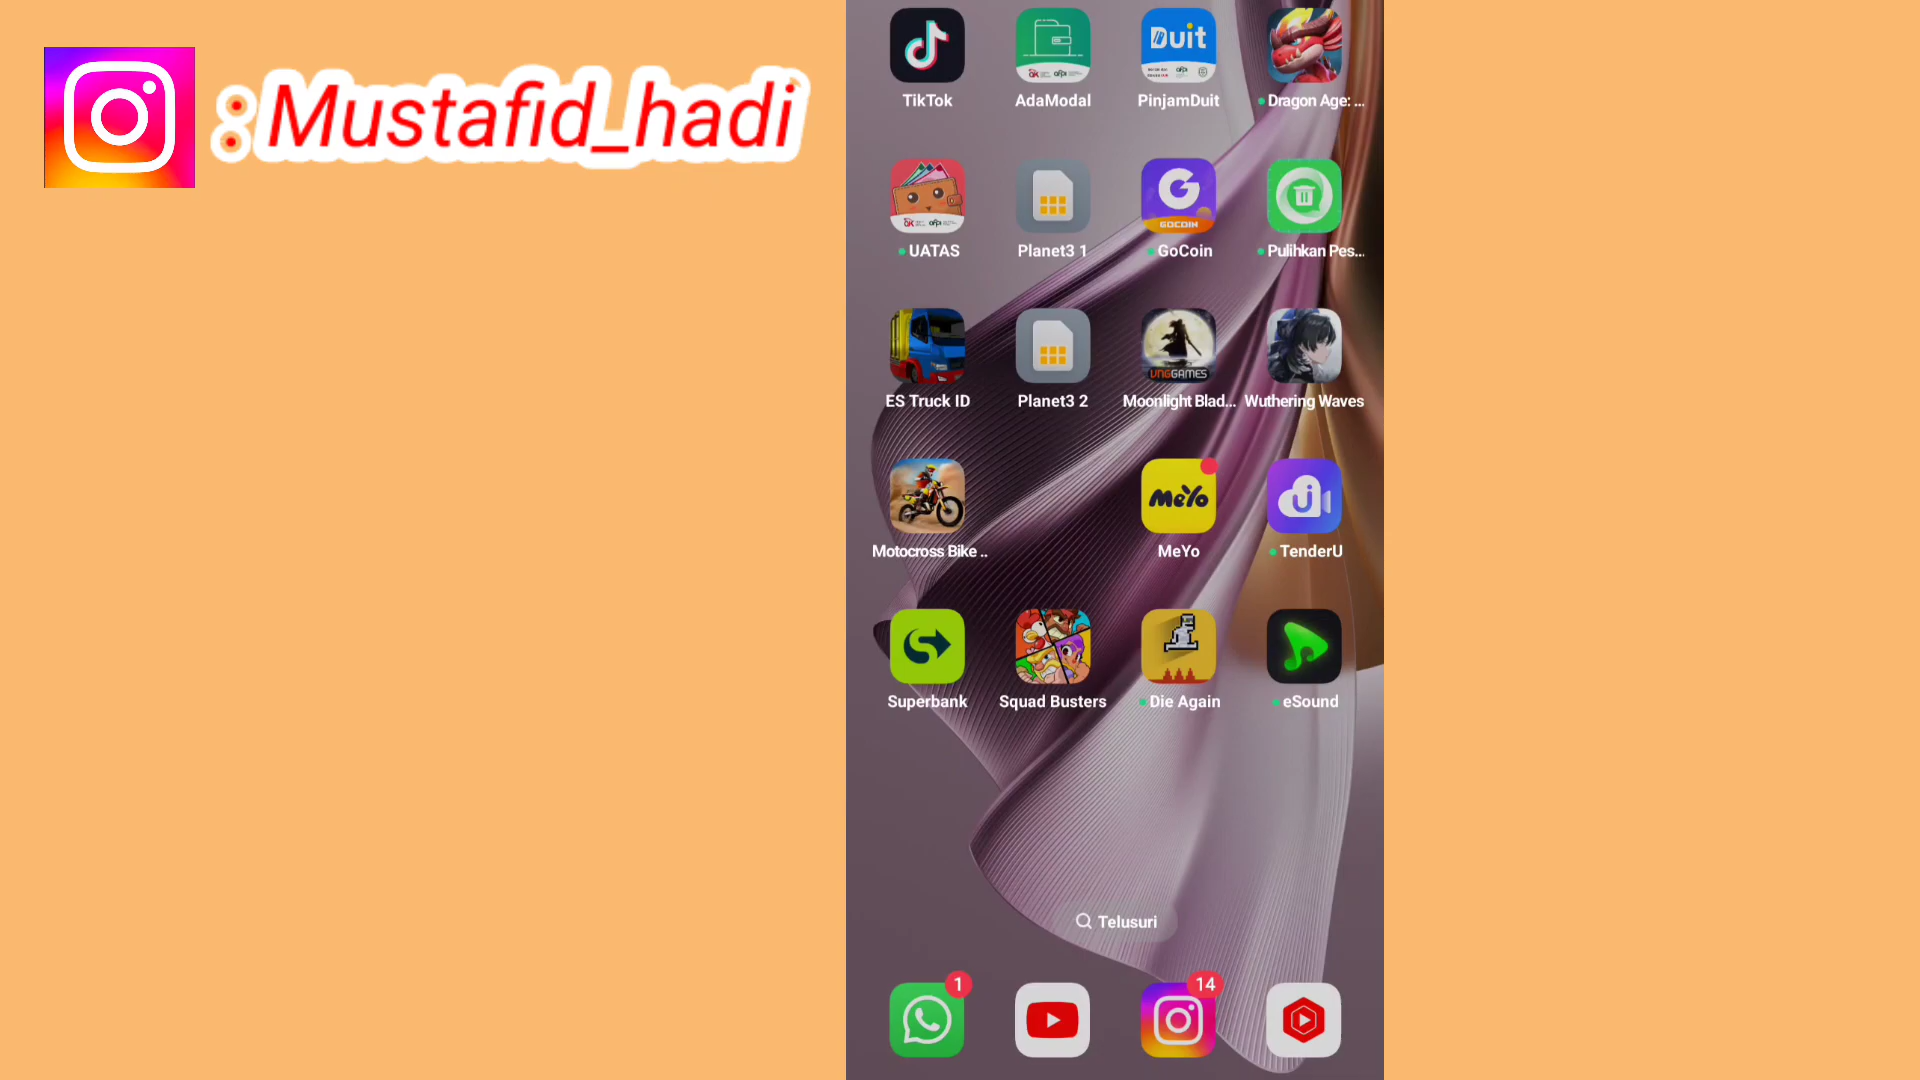 :Mustafid_hadi
Duit
TikTok
AdaModal
PinjamDuit
Dragon Age: ...
GOCOIN
UATAS
Planet3 1
GoCoin
Pulihkan Pes...
VNGGAMES
ES Truck ID
Planet3 2
Moonlight Blad...
Wuthering Waves
MeYo
Motocross Bike ..
MeYo
TenderU
Superbank
Squad Busters
Die Again
eSound
Telusuri
1
14